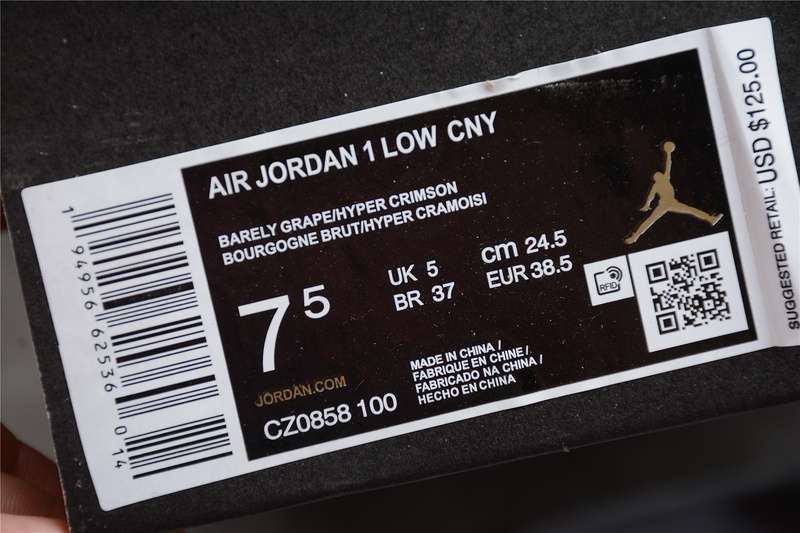 AIR JORDAN 1 LOW CNY
BARELY GRAPE/HYPER CRIMSON
BOURGOGNE BRUT/HYPER CRAMOISI
7 5
UK 5
BR 37
cm 24.5
EUR 38.5
RFID
JORDAN.COM
CZ0858 100
MADE IN CHINA /
FABRIQUE EN CHINE /
FABRICADO NA CHINA /
HECHO EN CHINA
1 94956 62536 014
SUGGESTED RETAIL: USD $125.00